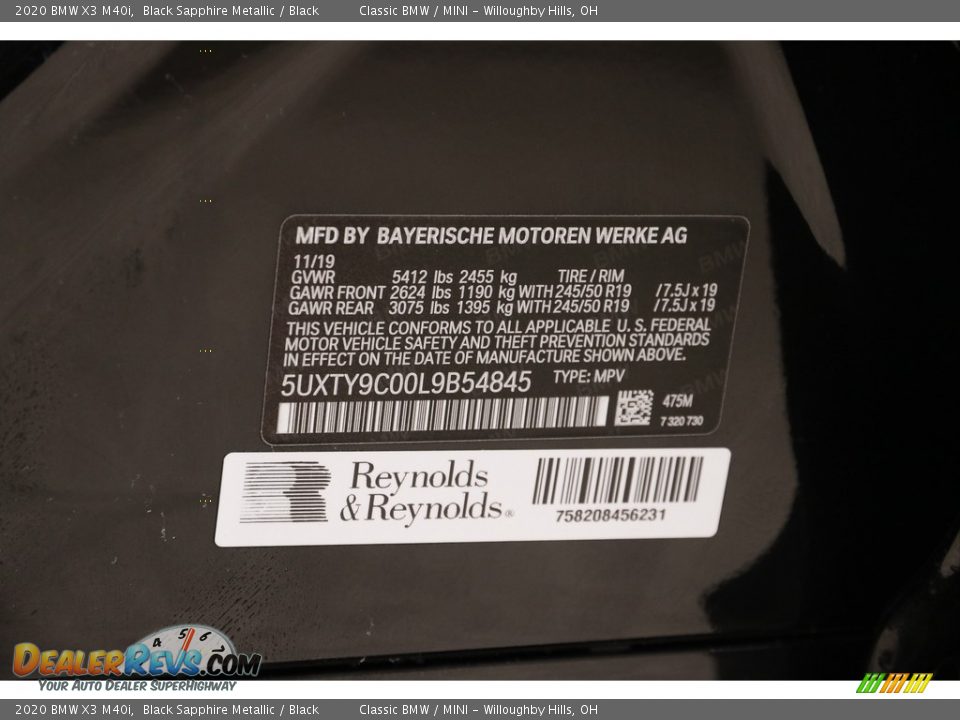 2020 BMW X3 M40i, Black Sapphire Metallic / Black Classic BMW / MINI - Willoughby Hills, OH
MFD BY BAYERISCHE MOTOREN WERKE AG
11/19
GVWR 5412 lbs 2455 kg TIRE / RIM
GAWR FRONT 2624 lbs 1190 kg WITH 245/50 R19 /7.5J x 19
GAWR REAR 3075 lbs 1395 kg WITH 245/50 R19 /7.5J x 19
THIS VEHICLE CONFORMS TO ALL APPLICABLE U. S. FEDERAL
MOTOR VEHICLE SAFETY AND THEFT PREVENTION STANDARDS
IN EFFECT ON THE DATE OF MANUFACTURE SHOWN ABOVE.
5UXTY9C00L9B54845 TYPE: MPV
475M
7 320 730
Reynolds
&Reynolds®
758208456231
4 5 6
DealerRevs.com
Your Auto Dealer SuperHighway
2020 BMW X3 M40i, Black Sapphire Metallic / Black Classic BMW / MINI - Willoughby Hills, OH